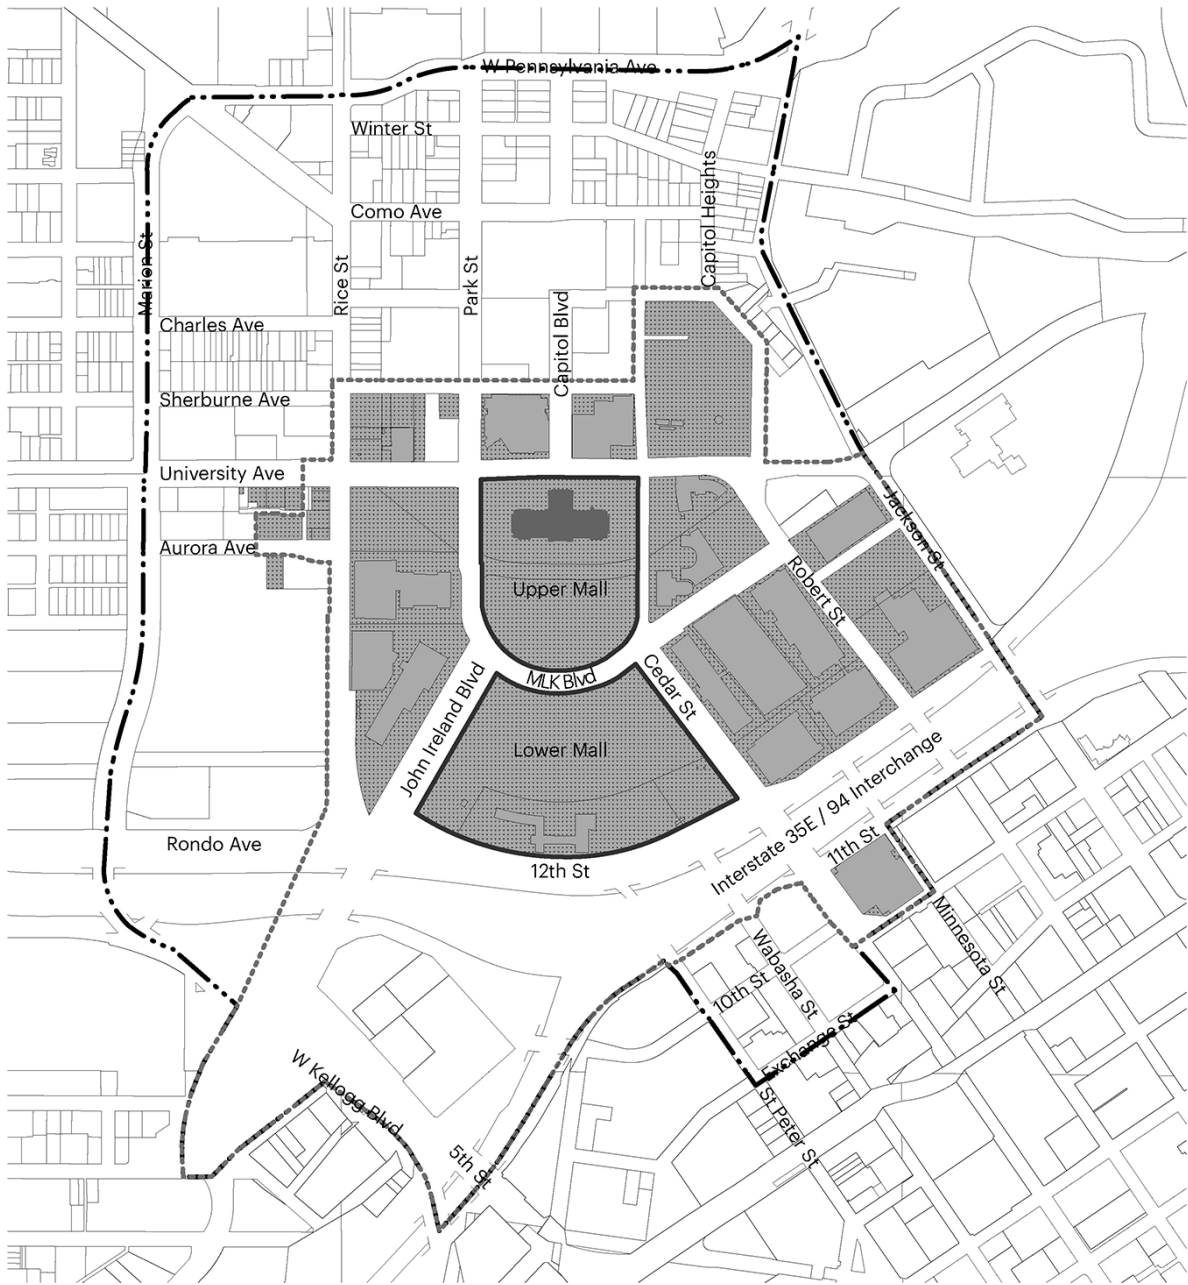 W Pennsylvania Ave
Winter St
Capitol Heights
Como Ave
Marion St
Rice St
Park St
Capitol Blvd
Charles Ave
Sherburne Ave
University Ave
Jackson St
Aurora Ave
Robert St
Upper Mall
MLK Blvd
Cedar St
John Ireland Blvd
Lower Mall
Interstate 35E / 94 Interchange
11th St
Rondo Ave
12th St
Minnesota St
Wabasha St
10th St
Exchange St
W Kellogg Blvd
St Peter St
5th St